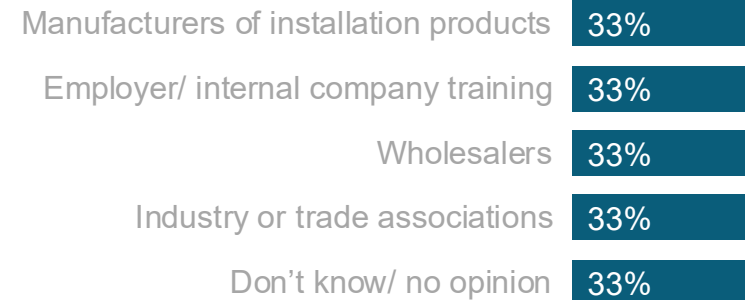 Manufacturers of installation products 33%
Employer/ internal company training 33%
Wholesalers 33%
Industry or trade associations 33%
Don’t know/ no opinion 33%